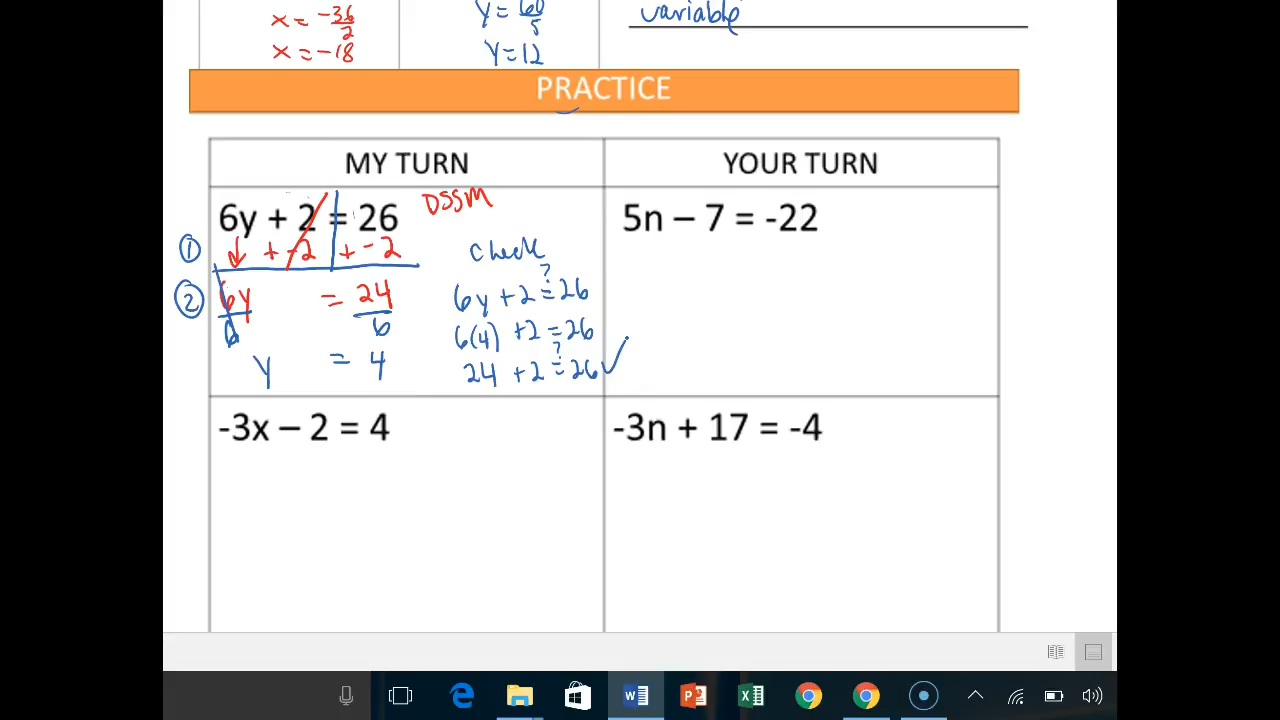 x = -36/2
x = -18
y = 60/5
y = 12
variable
PRACTICE
MY TURN
YOUR TURN
6y + 2 = 26
DSSM
① ↓ + -2 + -2
② 6y/6 = 24/6
y = 4
check
6y + 2 ≟ 26
6(4) + 2 = 26
24 + 2 ≟ 26 ✓
5n – 7 = -22
-3x – 2 = 4
-3n + 17 = -4